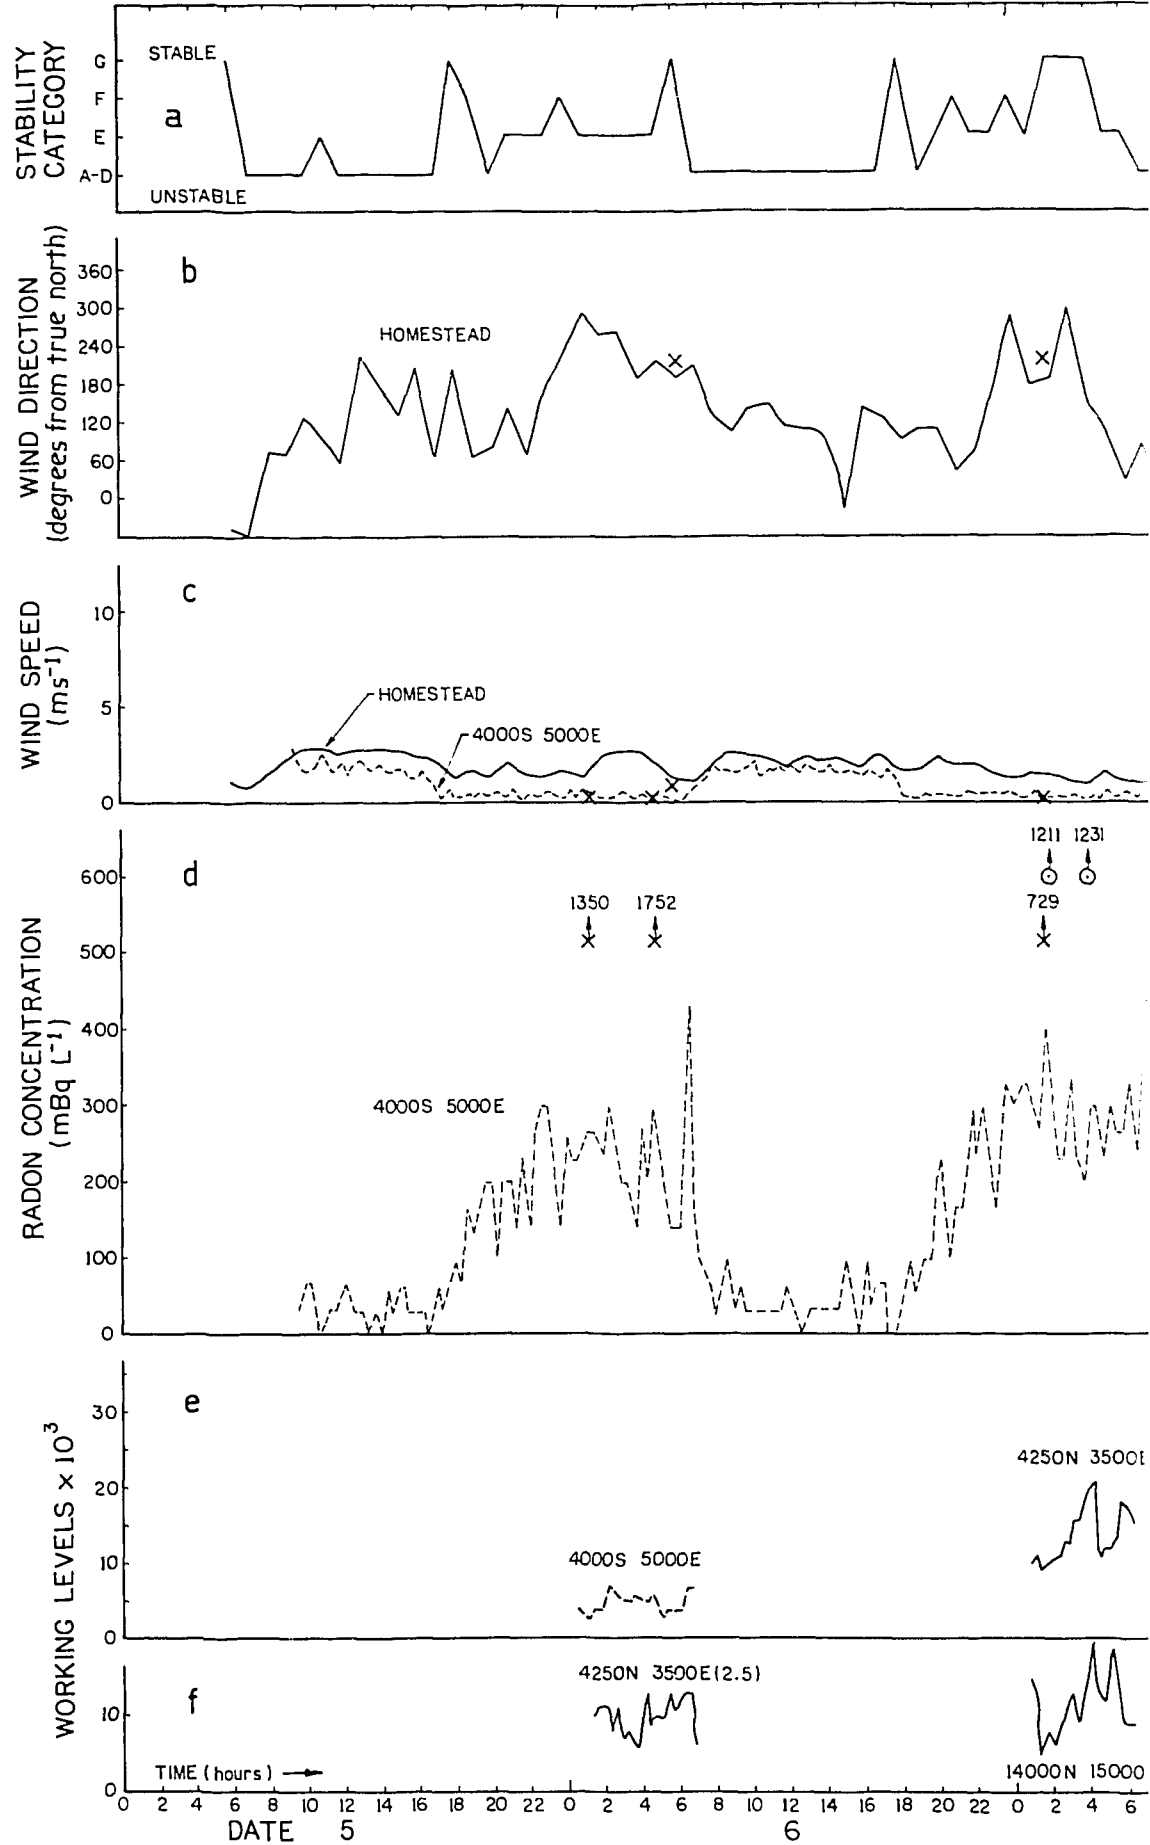 STABILITY
CATEGORY
G
F
E
A-D
STABLE
a
UNSTABLE
WIND DIRECTION
(degrees from true north)
360
300
240
180
120
60
0
b
HOMESTEAD
WIND SPEED
(ms⁻¹)
10
5
0
c
HOMESTEAD
4000S 5000E
RADON CONCENTRATION
(mBq L⁻¹)
600
500
400
300
200
100
0
d
1211 1231
1350 1752 729
4000S 5000E
WORKING LEVELS x 10³
30
20
10
0
e
4250N 3500E
4000S 5000E
10
0
f
4250N 3500E(2.5)
14000N 15000
TIME (hours)
0 2 4 6 8 10 12 14 16 18 20 22 0 2 4 6 8 10 12 14 16 18 20 22 0 2 4 6
DATE 5 6